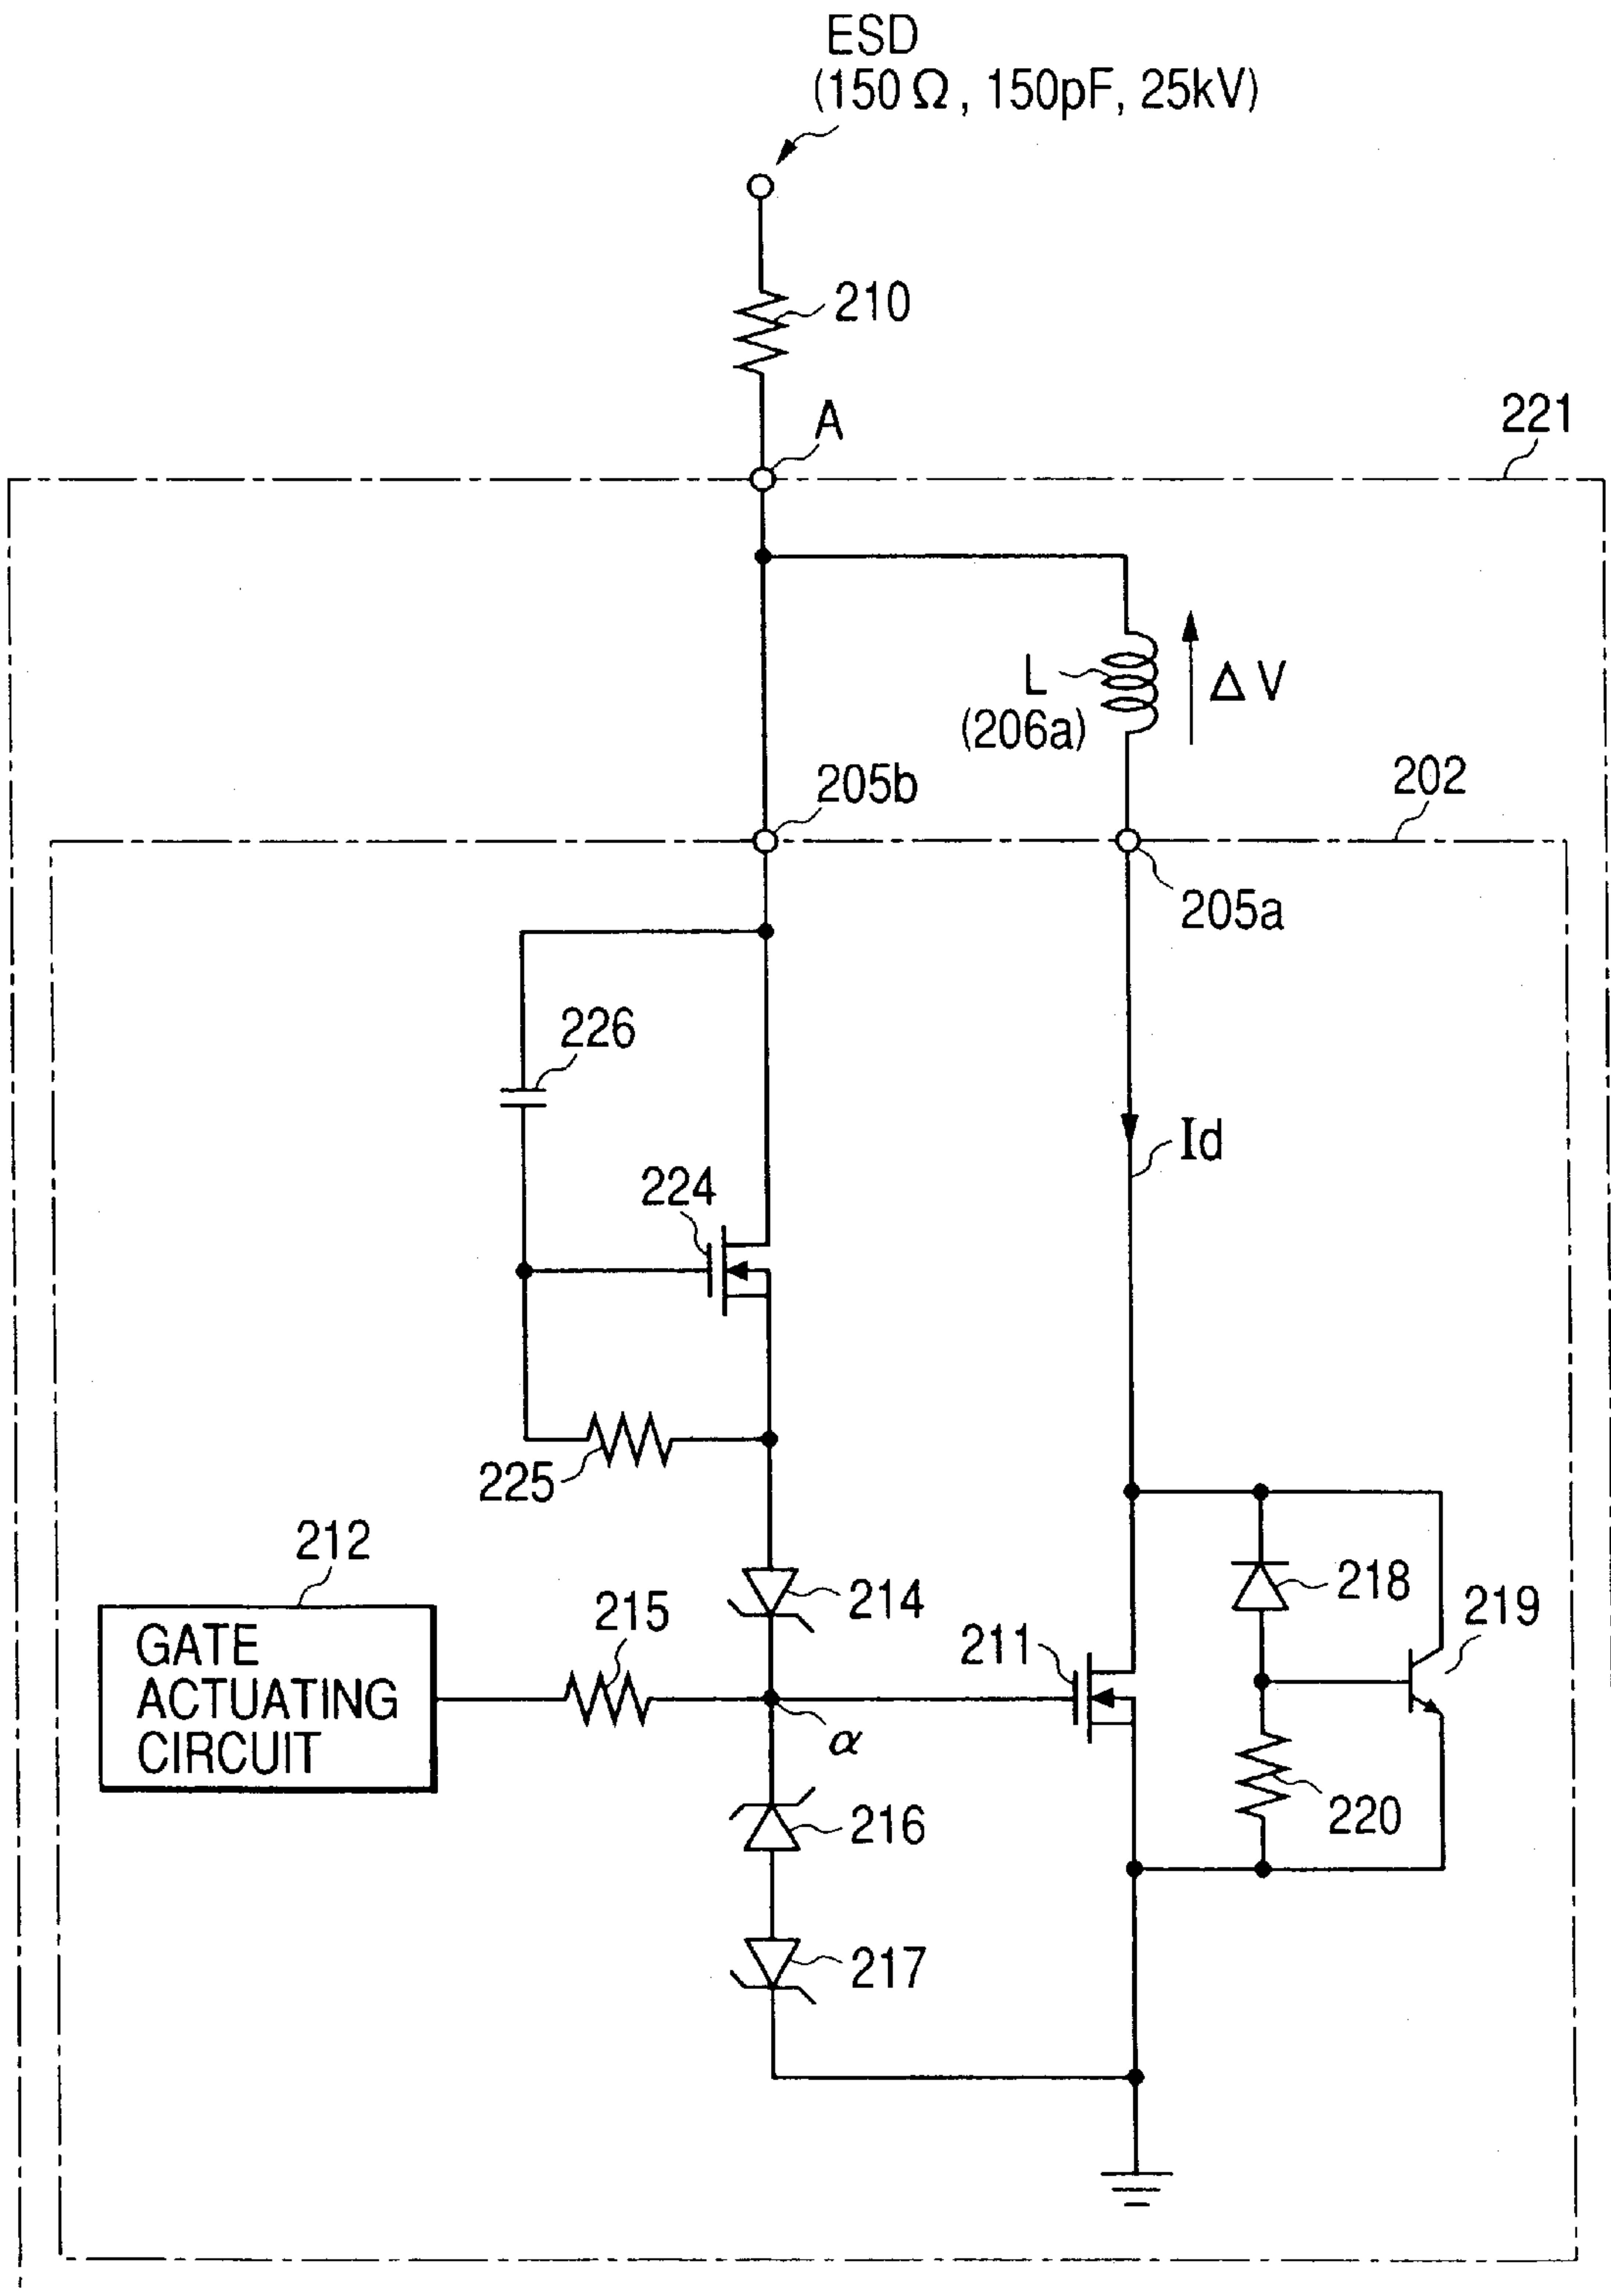 ESD
(150Ω, 150pF, 25kV)
210
A
221
L
(206a)
ΔV
205b
202
205a
226
Id
224
225
212
GATE
ACTUATING
CIRCUIT
215
214
211
218
219
α
216
220
217